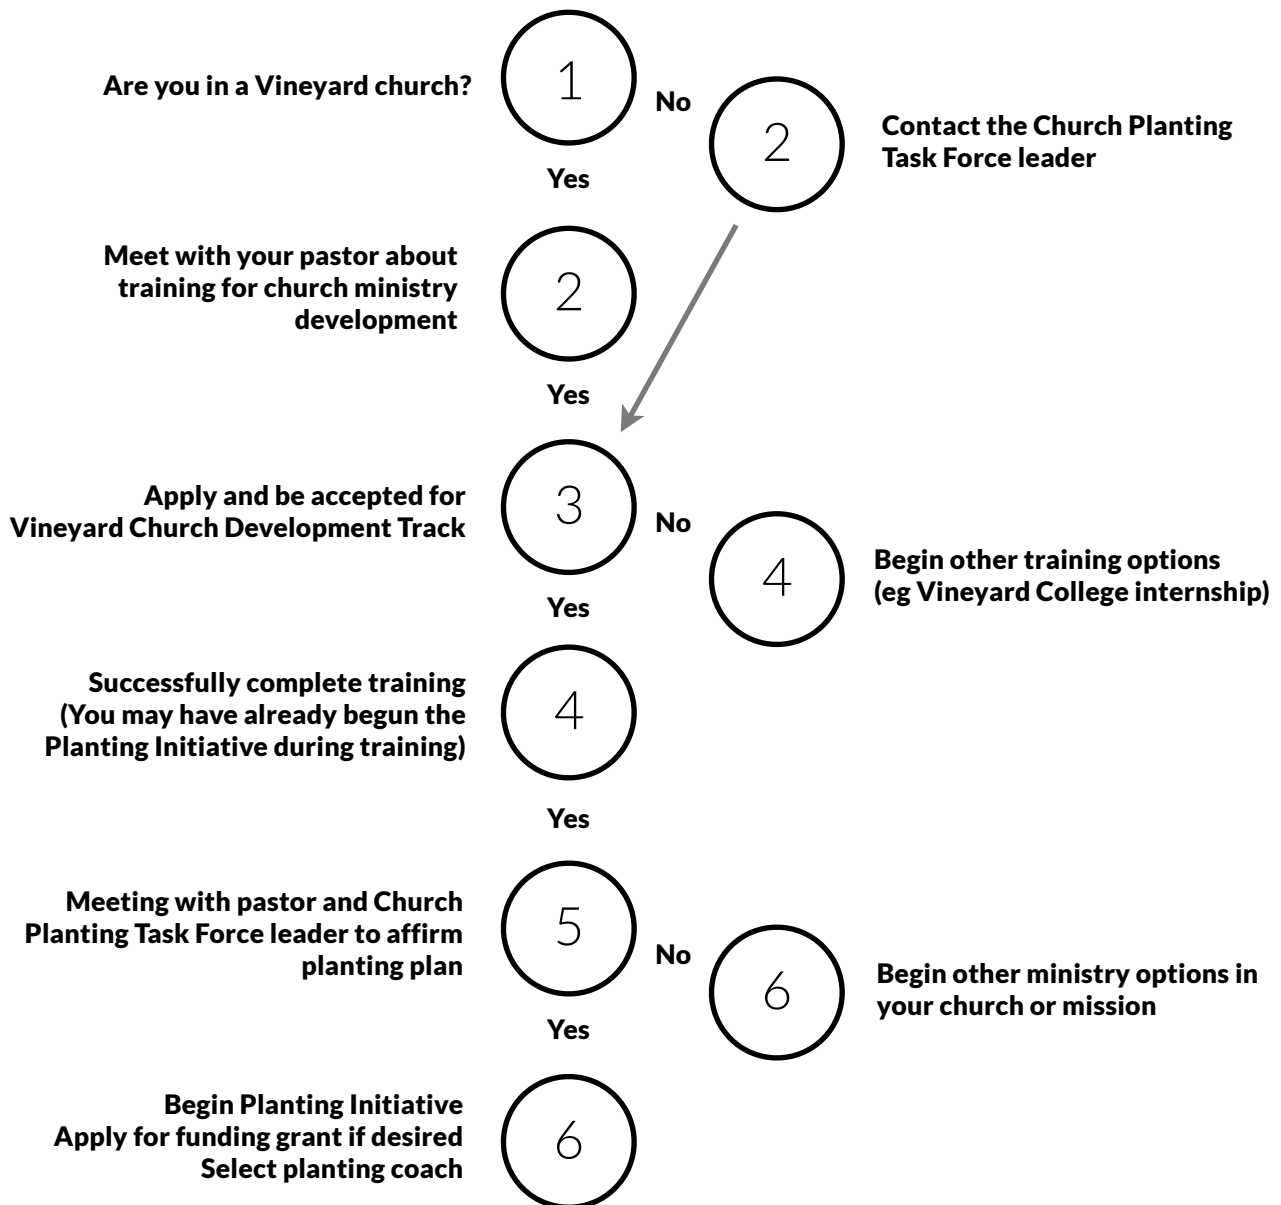 Are you in a Vineyard church?
1
No
2
Contact the Church Planting
Task Force leader
Yes
Meet with your pastor about
training for church ministry
development
2
Yes
Apply and be accepted for
Vineyard Church Development Track
3
No
4
Begin other training options
(eg Vineyard College internship)
Yes
Successfully complete training
(You may have already begun the
Planting Initiative during training)
4
Yes
Meeting with pastor and Church
Planting Task Force leader to affirm
planting plan
5
No
6
Begin other ministry options in
your church or mission
Yes
Begin Planting Initiative
Apply for funding grant if desired
Select planting coach
6